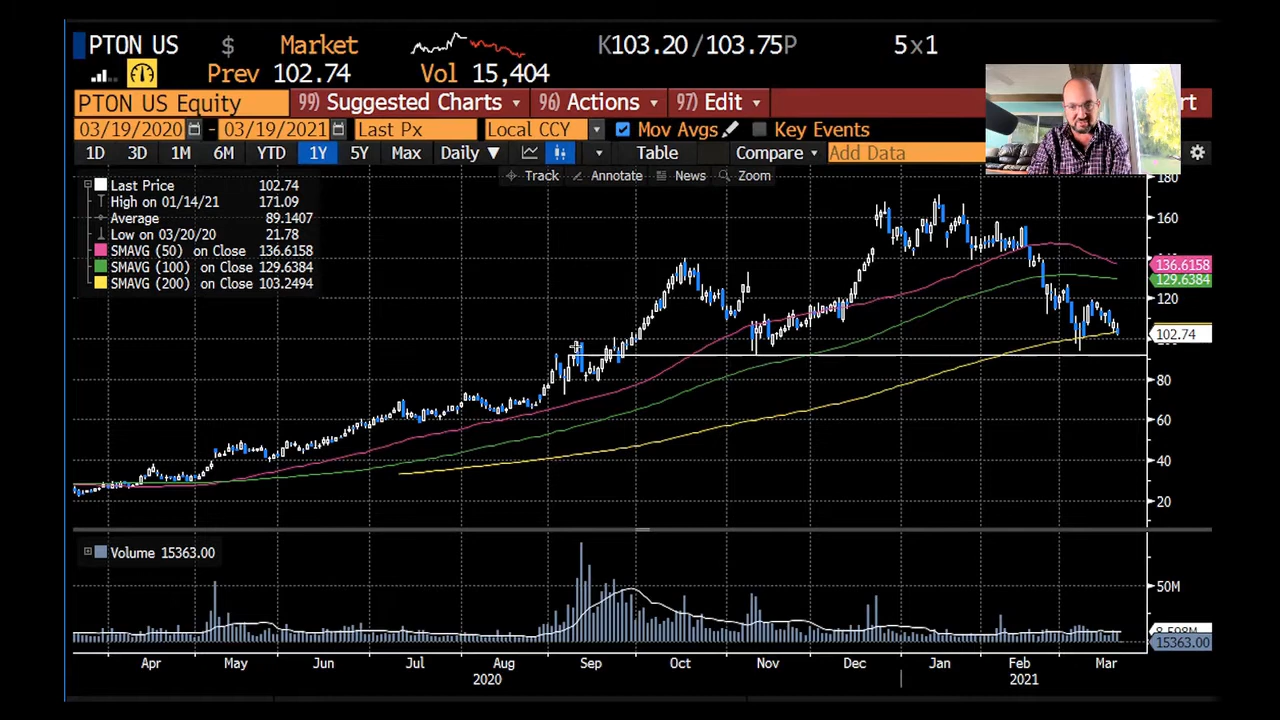 PTON US $ Market K103.20/103.75P 5x1
Prev 102.74 Vol 15,404
PTON US Equity 99) Suggested Charts 96) Actions 97) Edit
03/19/2020 - 03/19/2021 Last Px Local CCY Mov Avgs Key Events
1D 3D 1M 6M YTD 1Y 5Y Max Daily Table Compare Add Data
Track Annotate News Zoom
Last Price 102.74
High on 01/14/21 171.09
Average 89.1407
Low on 03/20/20 21.78
SMAVG (50) on Close 136.6158
SMAVG (100) on Close 129.6384
SMAVG (200) on Close 103.2494
180
160
136.6158
129.6384
120
102.74
80
60
40
20
Volume 15363.00
50M
15363.00
Apr May Jun Jul Aug Sep Oct Nov Dec Jan Feb Mar
2020 2021